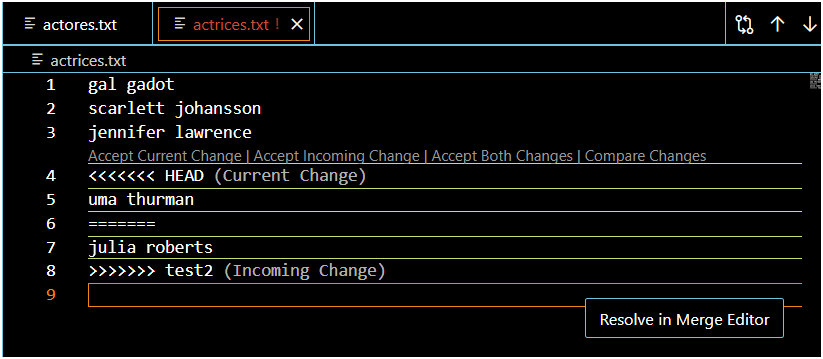 actores.txt
actrices.txt !
actrices.txt
1 gal gadot
2 scarlett johansson
3 jennifer lawrence
Accept Current Change | Accept Incoming Change | Accept Both Changes | Compare Changes
4 <<<<<<< HEAD (Current Change)
5 uma thurman
6 =======
7 julia roberts
8 >>>>>>> test2 (Incoming Change)
9
Resolve in Merge Editor